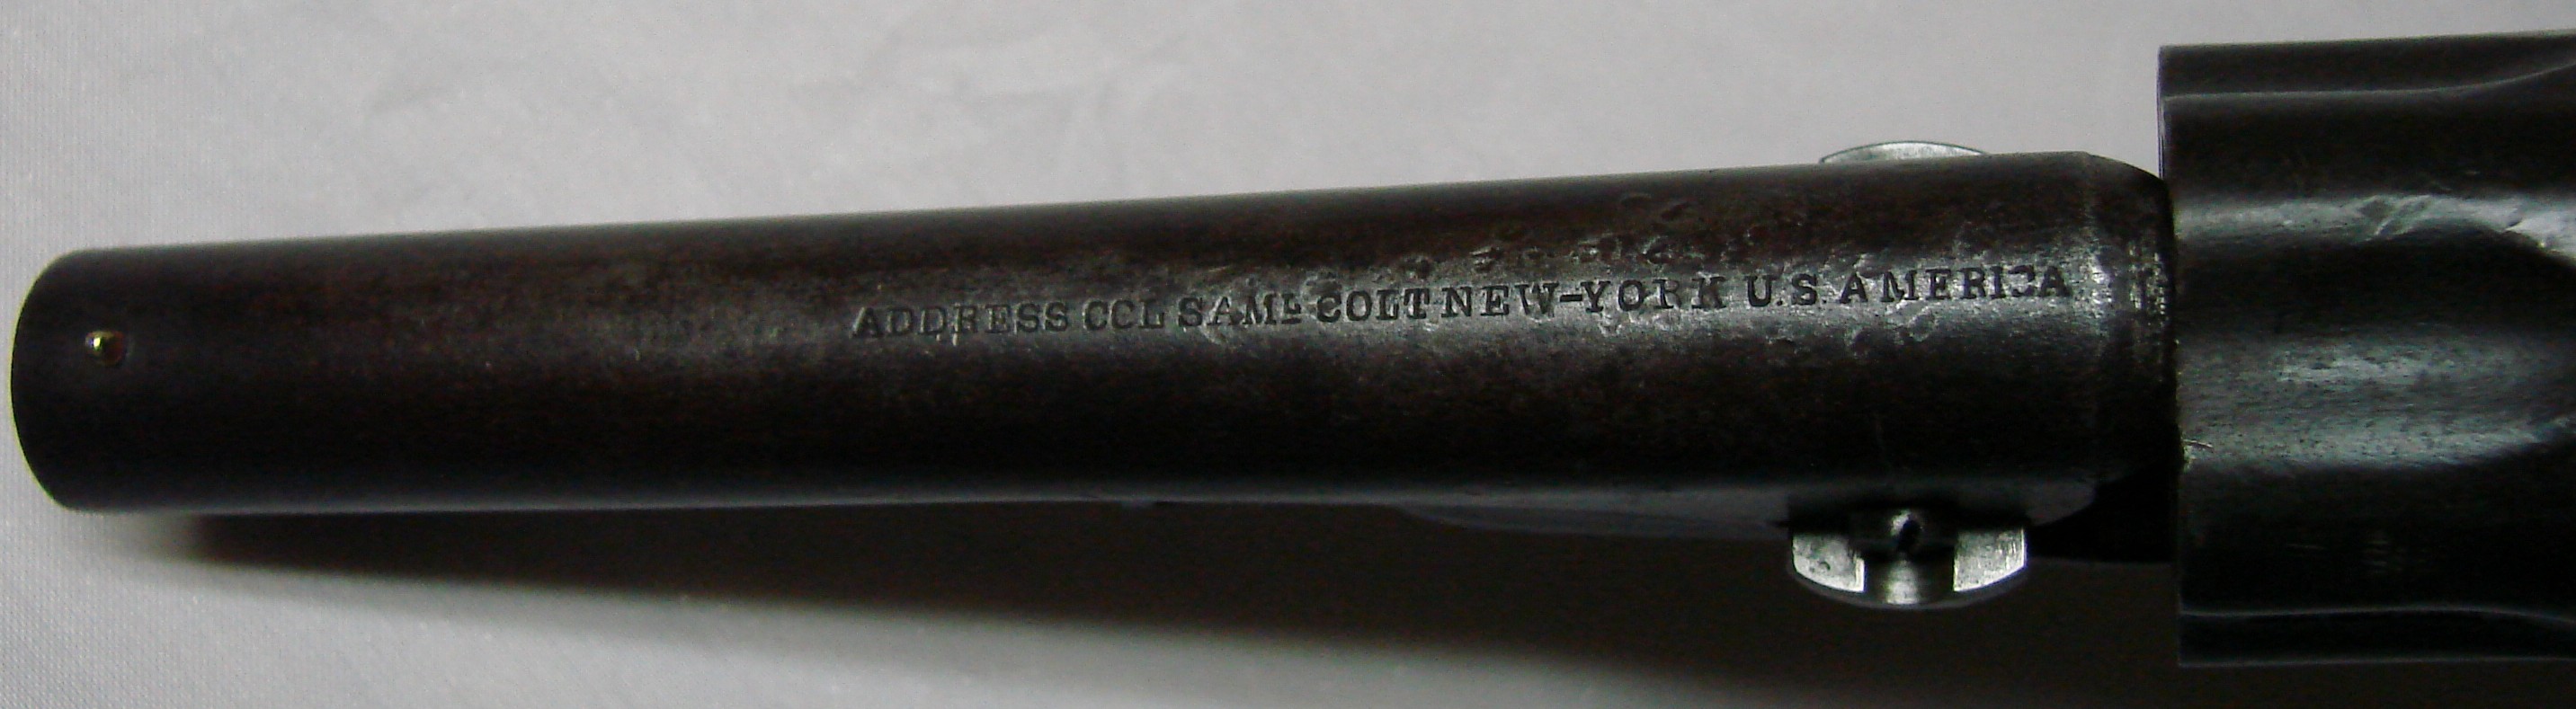 ADDRESS COL SAML COLT NEW-YORK U.S. AMERICA